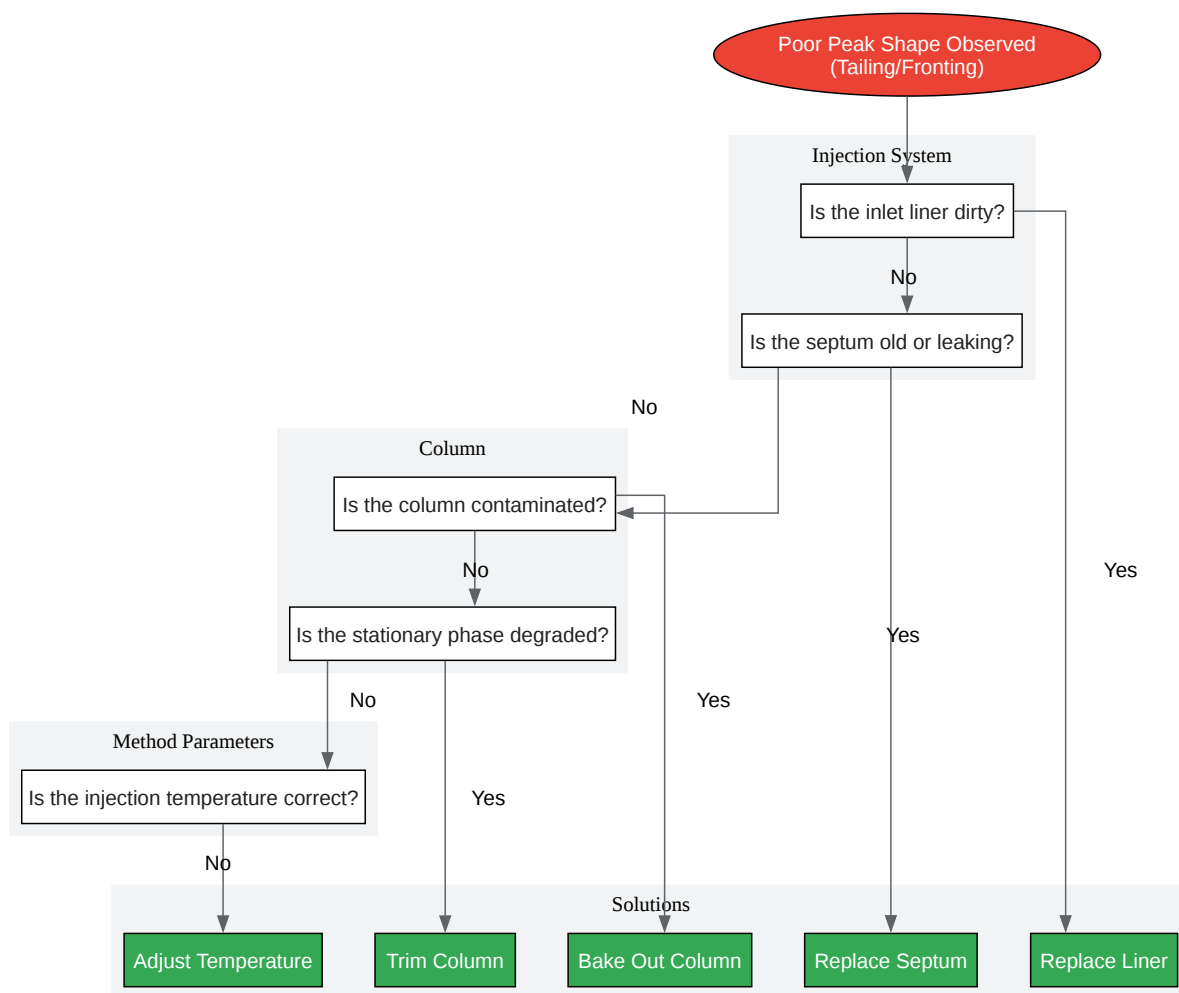 Poor Peak Shape Observed
(Tailing/Fronting)
Injection System
Is the inlet liner dirty?
No
Is the septum old or leaking?
No
Column
Is the column contaminated?
No
Yes
Is the stationary phase degraded?
Yes
No
Yes
Method Parameters
Is the injection temperature correct?
Yes
No
Solutions
Adjust Temperature
Trim Column
Bake Out Column
Replace Septum
Replace Liner